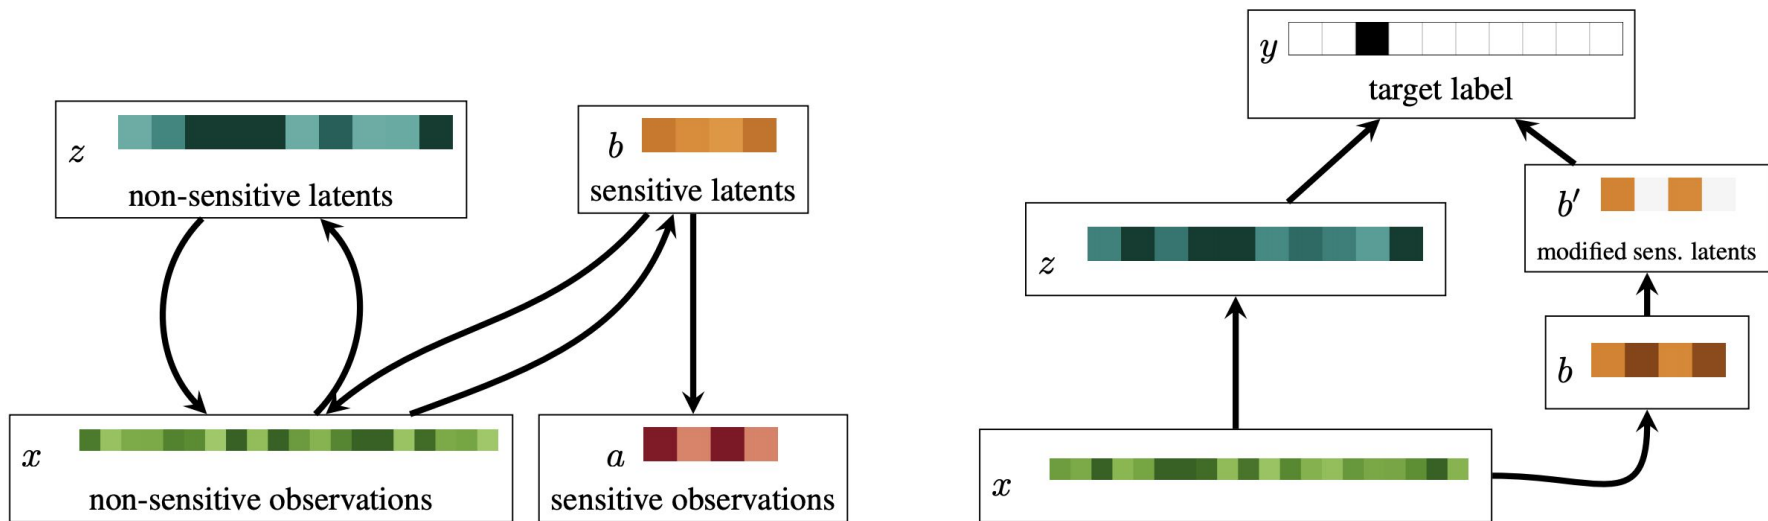 z
non-sensitive latents
b
sensitive latents
x
non-sensitive observations
a
sensitive observations
y
target label
z
b′
modified sens. latents
b
x